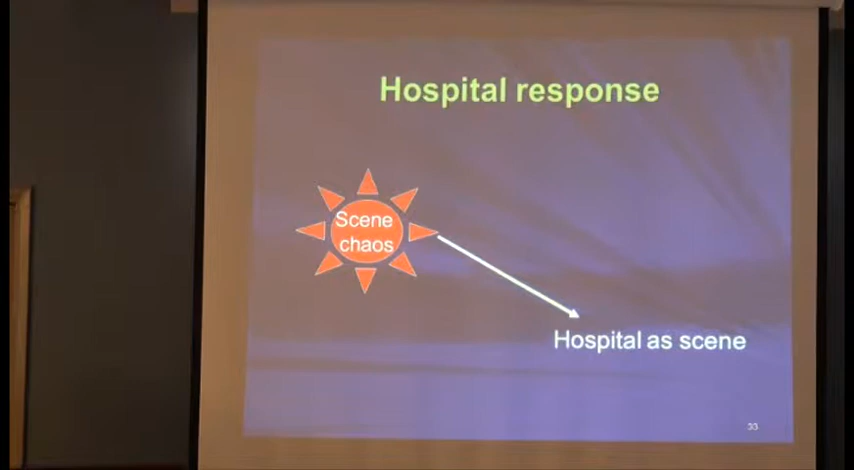 Hospital response
Scene
chaos
Hospital as scene
33